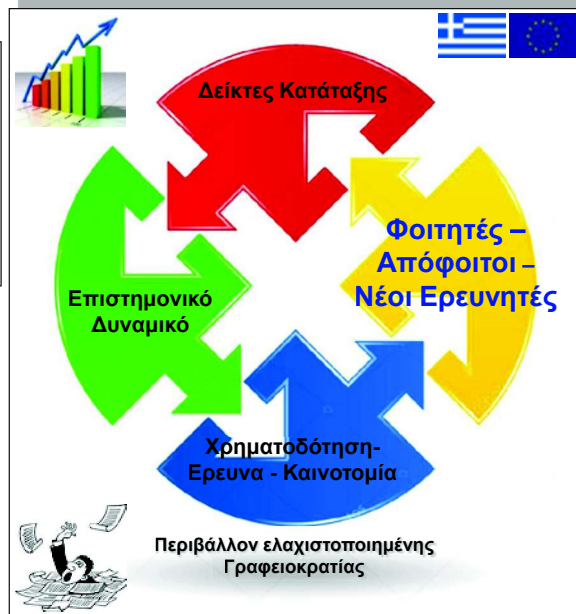 Δείκτες Κατάταξης
Φοιτητές –
Απόφοιτοι –
Νέοι Ερευνητές
Επιστημονικό
Δυναμικό
Χρηματοδότηση-
Ερευνα - Καινοτομία
Περιβάλλον ελαχιστοποιημένης
Γραφειοκρατίας